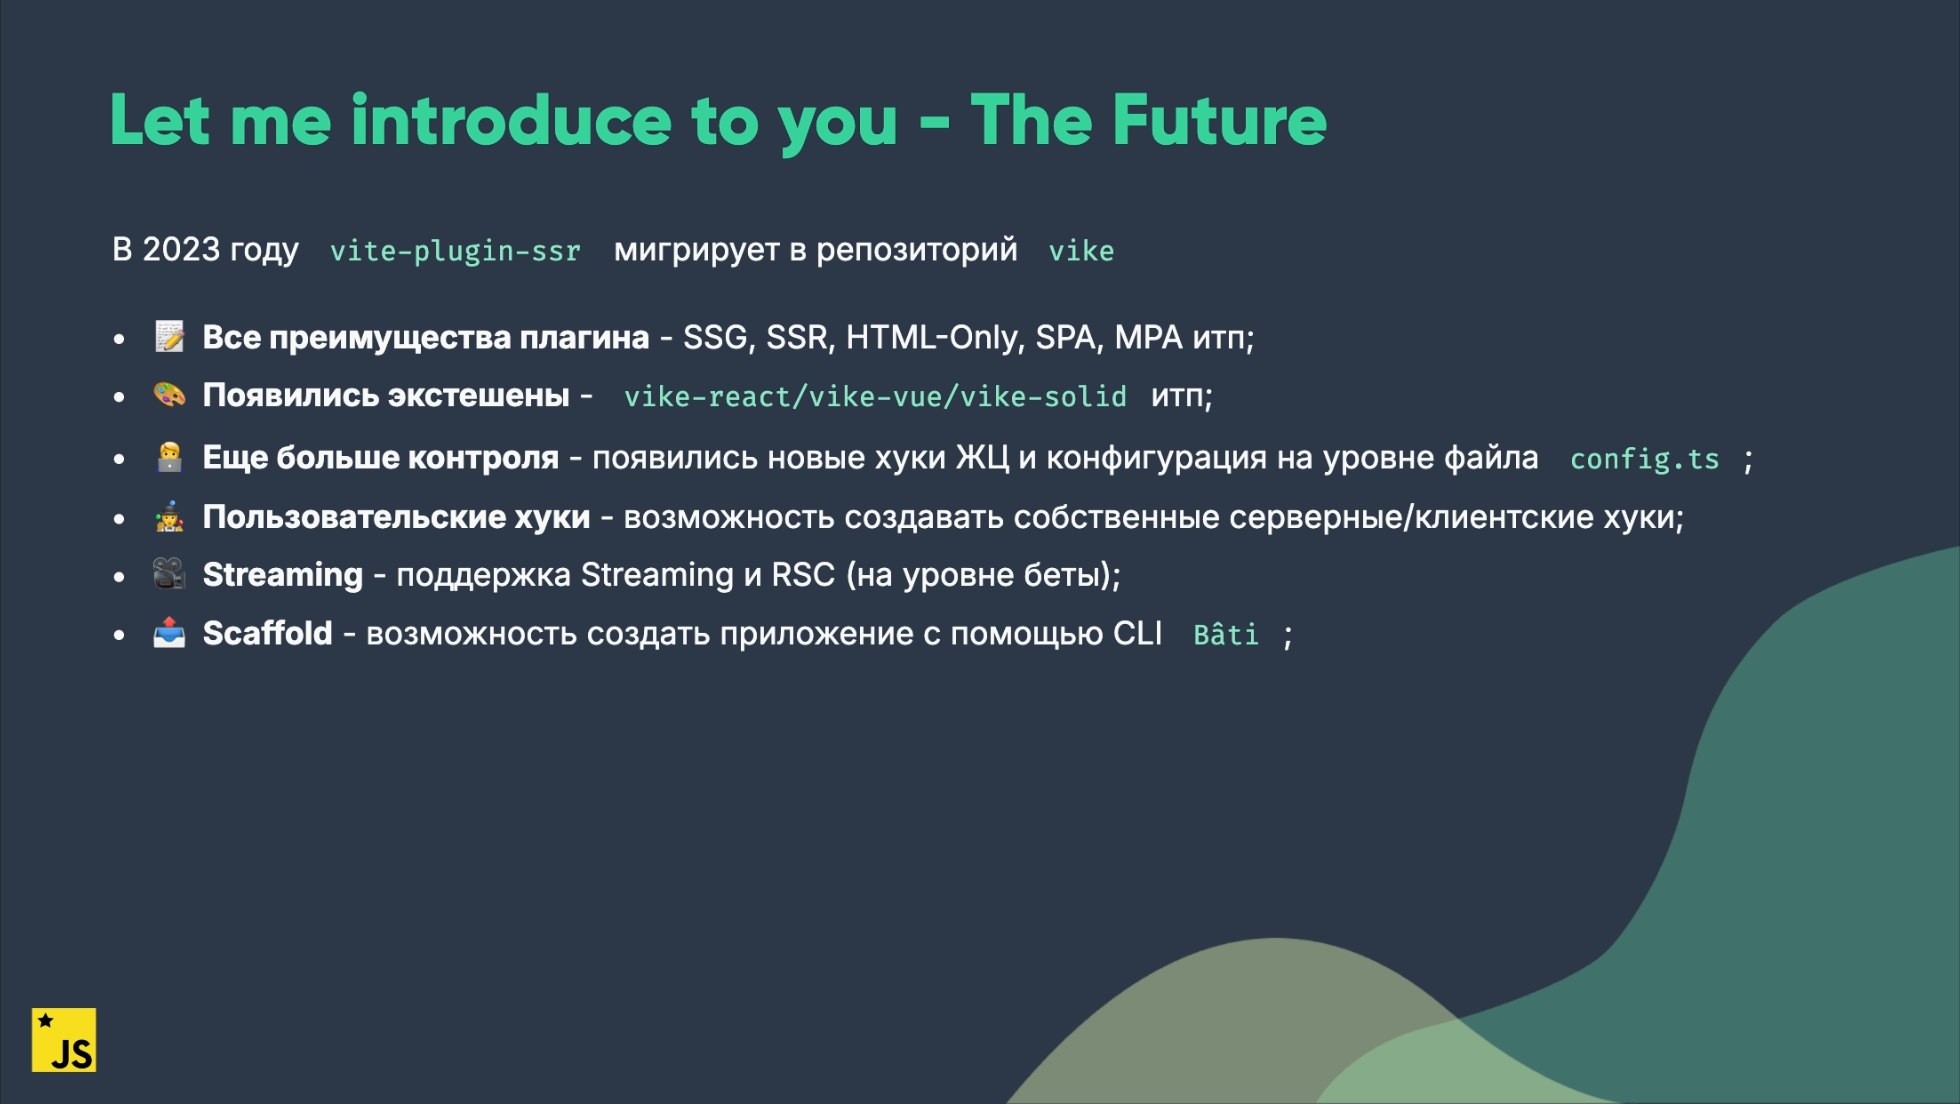 Let me introduce to you - The Future
В 2023 году vite-plugin-ssr мигрирует в репозиторий vike
• 📝 Все преимущества плагина - SSG, SSR, HTML-Only, SPA, MPA итп;
• 🎨 Появились экстешены - vike-react/vike-vue/vike-solid итп;
• 🧑‍💻 Еще больше контроля - появились новые хуки ЖЦ и конфигурация на уровне файла config.ts ;
• 🤹 Пользовательские хуки - возможность создавать собственные серверные/клиентские хуки;
• 🎥 Streaming - поддержка Streaming и RSC (на уровне беты);
• 📤 Scaffold - возможность создать приложение с помощью CLI Bâti ;
JS